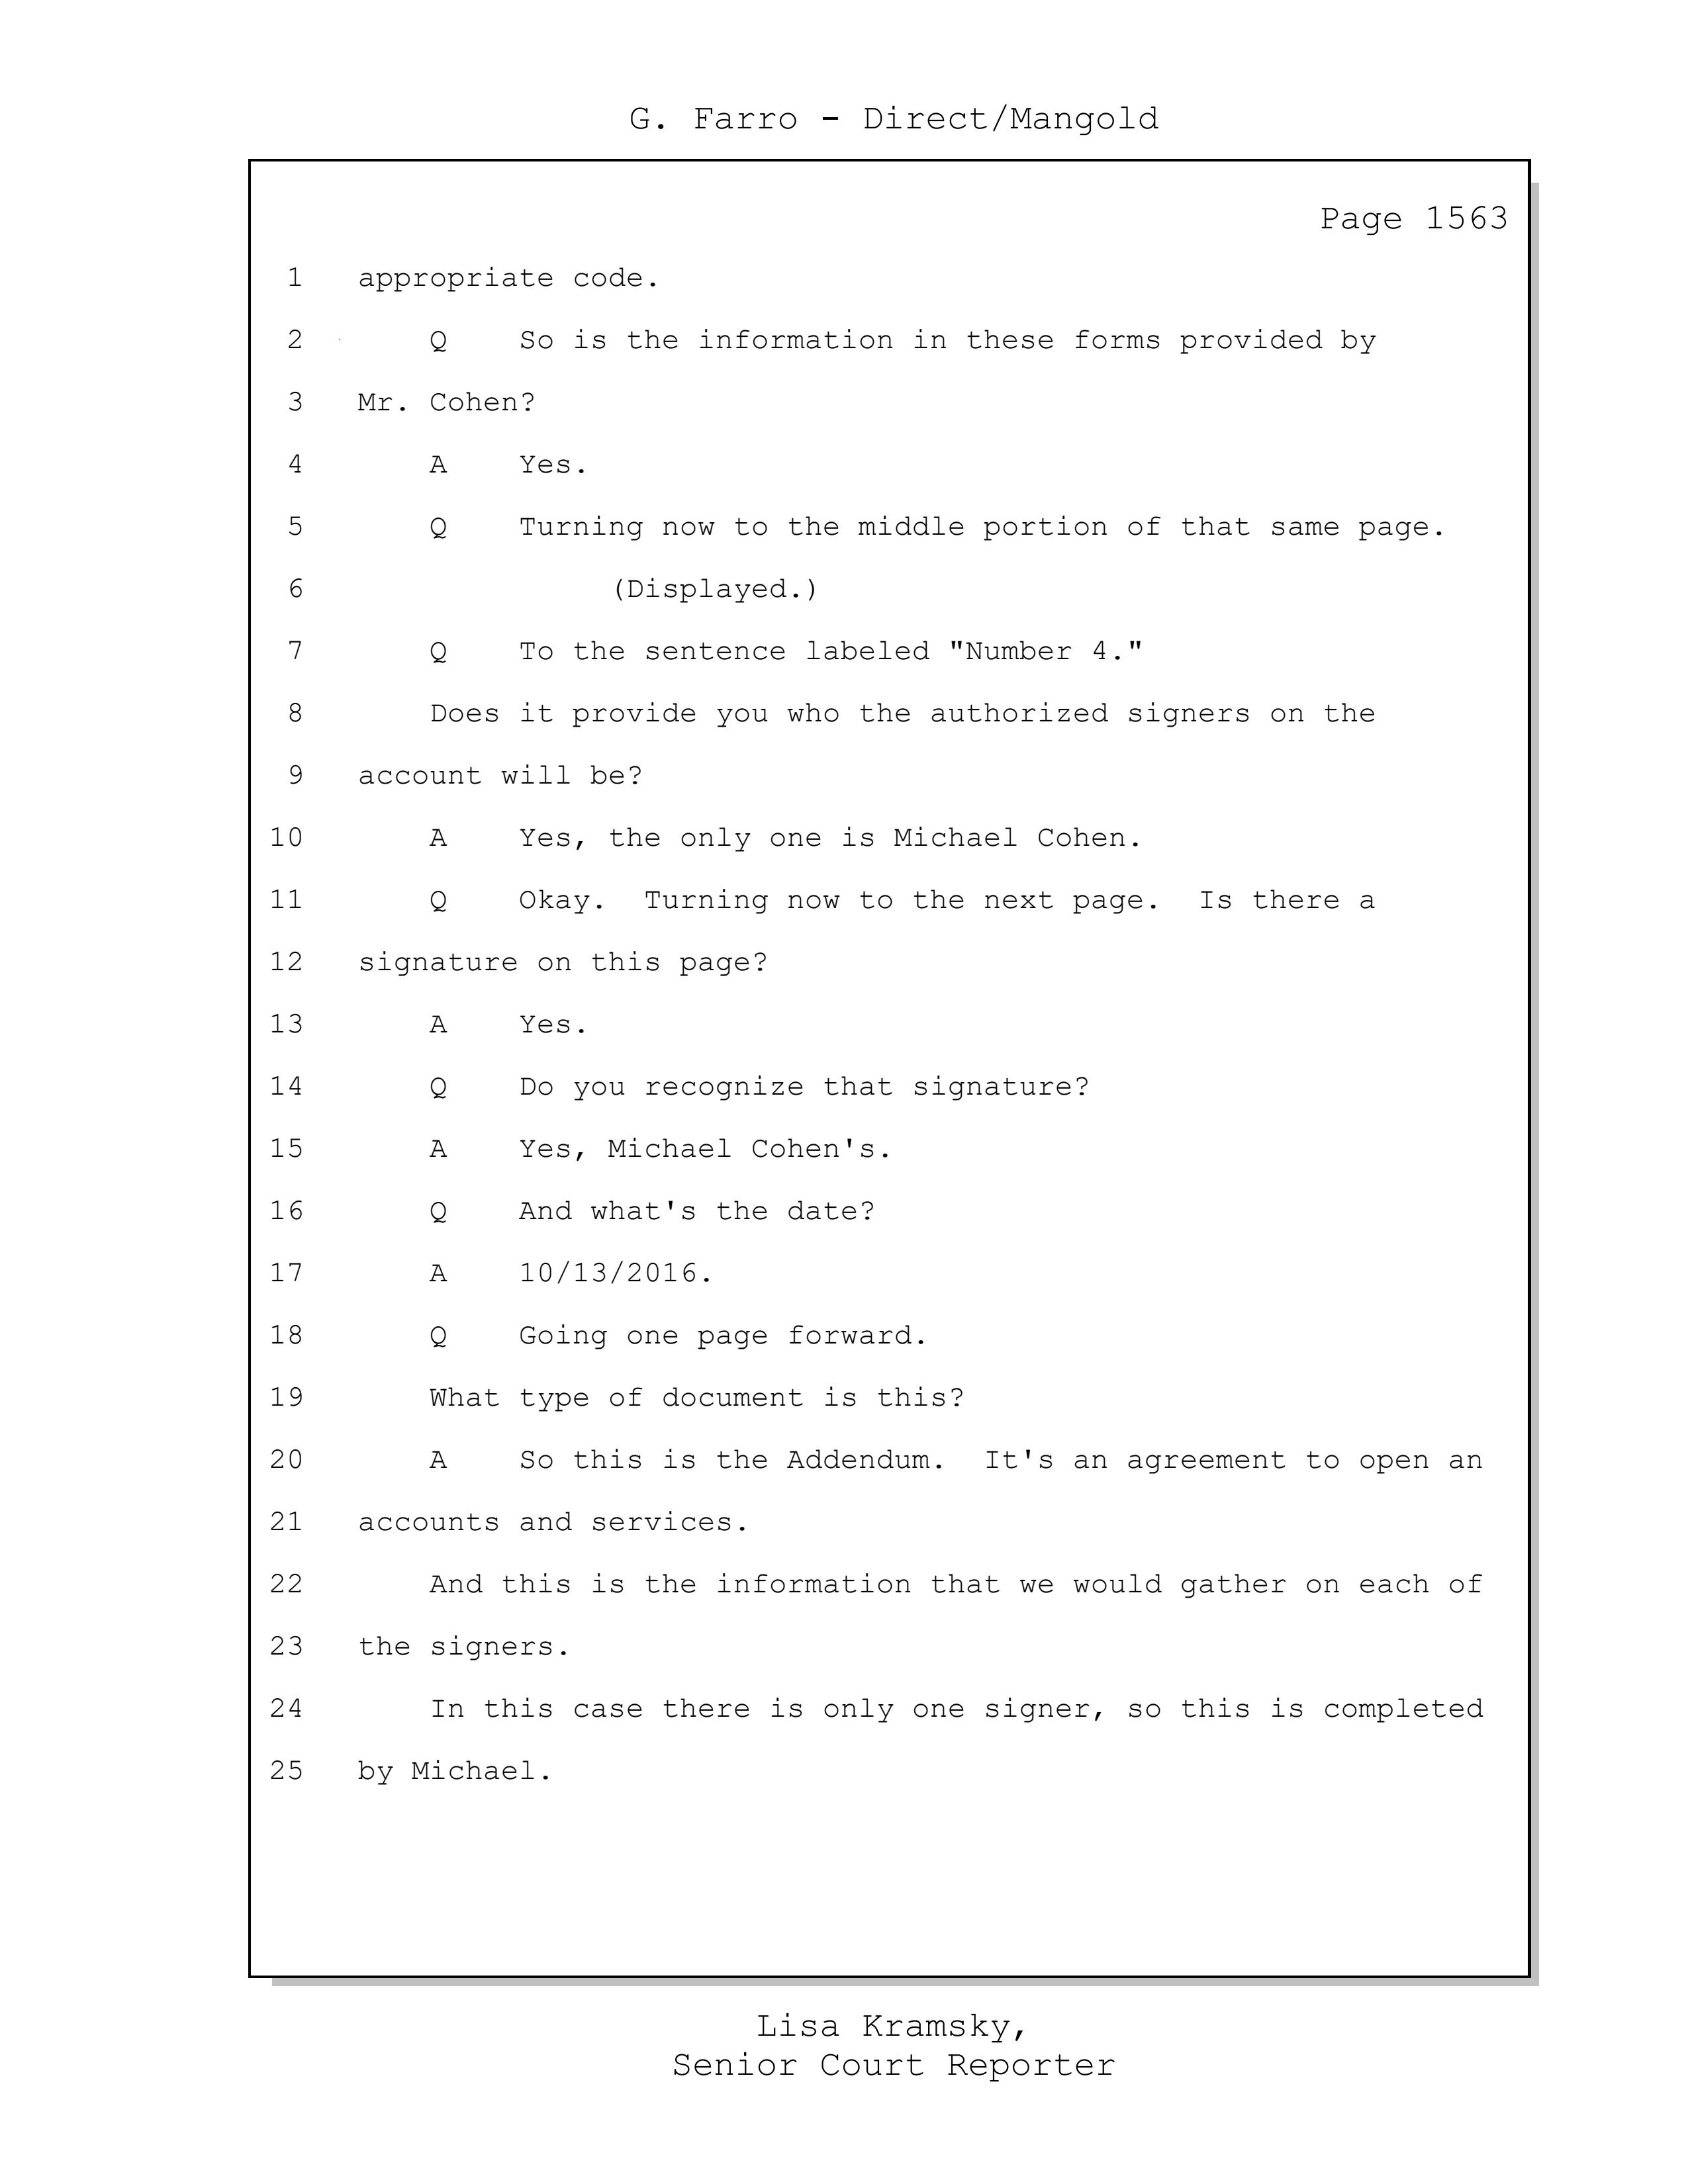 G. Farro - Direct/Mangold
Page 1563
1 appropriate code.
2 Q So is the information in these forms provided by
3 Mr. Cohen?
4 A Yes.
5 Q Turning now to the middle portion of that same page.
6 (Displayed.)
7 Q To the sentence labeled "Number 4."
8 Does it provide you who the authorized signers on the
9 account will be?
10 A Yes, the only one is Michael Cohen.
11 Q Okay. Turning now to the next page. Is there a
12 signature on this page?
13 A Yes.
14 Q Do you recognize that signature?
15 A Yes, Michael Cohen's.
16 Q And what's the date?
17 A 10/13/2016.
18 Q Going one page forward.
19 What type of document is this?
20 A So this is the Addendum. It's an agreement to open an
21 accounts and services.
22 And this is the information that we would gather on each of
23 the signers.
24 In this case there is only one signer, so this is completed
25 by Michael.
Lisa Kramsky,
Senior Court Reporter